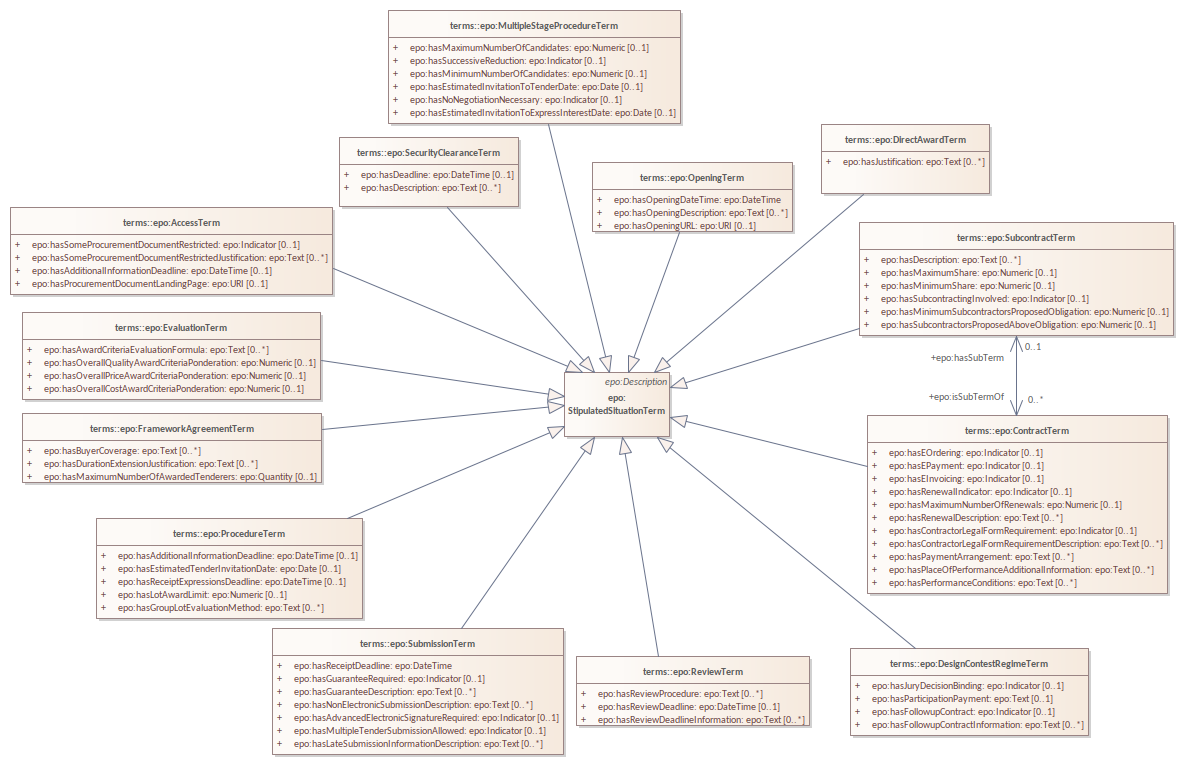 terms::epo:MultipleStageProcedureTerm
+ epo:hasMaximumNumberOfCandidates: epo:Numeric [0..1]
+ epo:hasSuccessiveReduction: epo:Indicator [0..1]
+ epo:hasMinimumNumberOfCandidates: epo:Numeric [0..1]
+ epo:hasEstimatedInvitationToTenderDate: epo:Date [0..1]
+ epo:hasNoNegotiationNecessary: epo:Indicator [0..1]
+ epo:hasEstimatedInvitationToExpressInterestDate: epo:Date [0..1]
terms::epo:DirectAwardTerm
+ epo:hasJustification: epo:Text [0..*]
terms::epo:SecurityClearanceTerm
+ epo:hasDeadline: epo:DateTime [0..1]
+ epo:hasDescription: epo:Text [0..*]
terms::epo:OpeningTerm
+ epo:hasOpeningDateTime: epo:DateTime
+ epo:hasOpeningDescription: epo:Text [0..*]
+ epo:hasOpeningURL: epo:URI [0..1]
terms::epo:AccessTerm
+ epo:hasSomeProcurementDocumentRestricted: epo:Indicator [0..1]
+ epo:hasSomeProcurementDocumentRestrictedJustification: epo:Text [0..*]
+ epo:hasAdditionalInformationDeadline: epo:DateTime [0..1]
+ epo:hasProcurementDocumentLandingPage: epo:URI [0..1]
terms::epo:SubcontractTerm
+ epo:hasDescription: epo:Text [0..*]
+ epo:hasMaximumShare: epo:Numeric [0..1]
+ epo:hasMinimumShare: epo:Numeric [0..1]
+ epo:hasSubcontractingInvolved: epo:Indicator [0..1]
+ epo:hasMinimumSubcontractorsProposedObligation: epo:Numeric [0..1]
+ epo:hasSubcontractorsProposedAboveObligation: epo:Numeric [0..1]
terms::epo:EvaluationTerm
+ epo:hasAwardCriteriaEvaluationFormula: epo:Text [0..*]
+ epo:hasOverallQualityAwardCriteriaPonderation: epo:Numeric [0..1]
+ epo:hasOverallPriceAwardCriteriaPonderation: epo:Numeric [0..1]
+ epo:hasOverallCostAwardCriteriaPonderation: epo:Numeric [0..1]
0..1
+epo:hasSubTerm
+epo:isSubTermOf
0..*
epo:Description
epo:
StipulatedSituationTerm
terms::epo:FrameworkAgreementTerm
+ epo:hasBuyerCoverage: epo:Text [0..*]
+ epo:hasDurationExtensionJustification: epo:Text [0..*]
+ epo:hasMaximumNumberOfAwardedTenderers: epo:Quantity [0..1]
terms::epo:ContractTerm
+ epo:hasEOrdering: epo:Indicator [0..1]
+ epo:hasEPayment: epo:Indicator [0..1]
+ epo:hasEInvoicing: epo:Indicator [0..1]
+ epo:hasRenewalIndicator: epo:Indicator [0..1]
+ epo:hasMaximumNumberOfRenewals: epo:Numeric [0..1]
+ epo:hasRenewalDescription: epo:Text [0..*]
+ epo:hasContractorLegalFormRequirement: epo:Indicator [0..1]
+ epo:hasContractorLegalFormRequirementDescription: epo:Text [0..*]
+ epo:hasPaymentArrangement: epo:Text [0..*]
+ epo:hasPlaceOfPerformanceAdditionalInformation: epo:Text [0..*]
+ epo:hasPerformanceConditions: epo:Text [0..*]
terms::epo:ProcedureTerm
+ epo:hasAdditionalInformationDeadline: epo:DateTime [0..1]
+ epo:hasEstimatedTenderInvitationDate: epo:Date [0..1]
+ epo:hasReceiptExpressionsDeadline: epo:DateTime [0..1]
+ epo:hasLotAwardLimit: epo:Numeric [0..1]
+ epo:hasGroupLotEvaluationMethod: epo:Text [0..*]
terms::epo:SubmissionTerm
+ epo:hasReceiptDeadline: epo:DateTime
+ epo:hasGuaranteeRequired: epo:Indicator [0..1]
+ epo:hasGuaranteeDescription: epo:Text [0..*]
+ epo:hasNonElectronicSubmissionDescription: epo:Text [0..*]
+ epo:hasAdvancedElectronicSignatureRequired: epo:Indicator [0..1]
+ epo:hasMultipleTenderSubmissionAllowed: epo:Indicator [0..1]
+ epo:hasLateSubmissionInformationDescription: epo:Text [0..*]
terms::epo:ReviewTerm
+ epo:hasReviewProcedure: epo:Text [0..*]
+ epo:hasReviewDeadline: epo:DateTime [0..1]
+ epo:hasReviewDeadlineInformation: epo:Text [0..*]
terms::epo:DesignContestRegimeTerm
+ epo:hasJuryDecisionBinding: epo:Indicator [0..1]
+ epo:hasParticipationPayment: epo:Text [0..1]
+ epo:hasFollowupContract: epo:Indicator [0..1]
+ epo:hasFollowupContractInformation: epo:Text [0..*]